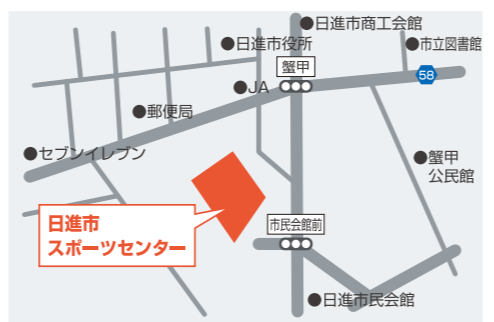 ●日進市商工会館
●日進市役所
●市立図書館
蟹甲
58
●JA
●郵便局
●セブンイレブン
●蟹甲
公民館
日進市
スポーツセンター
市民会館前
●日進市民会館